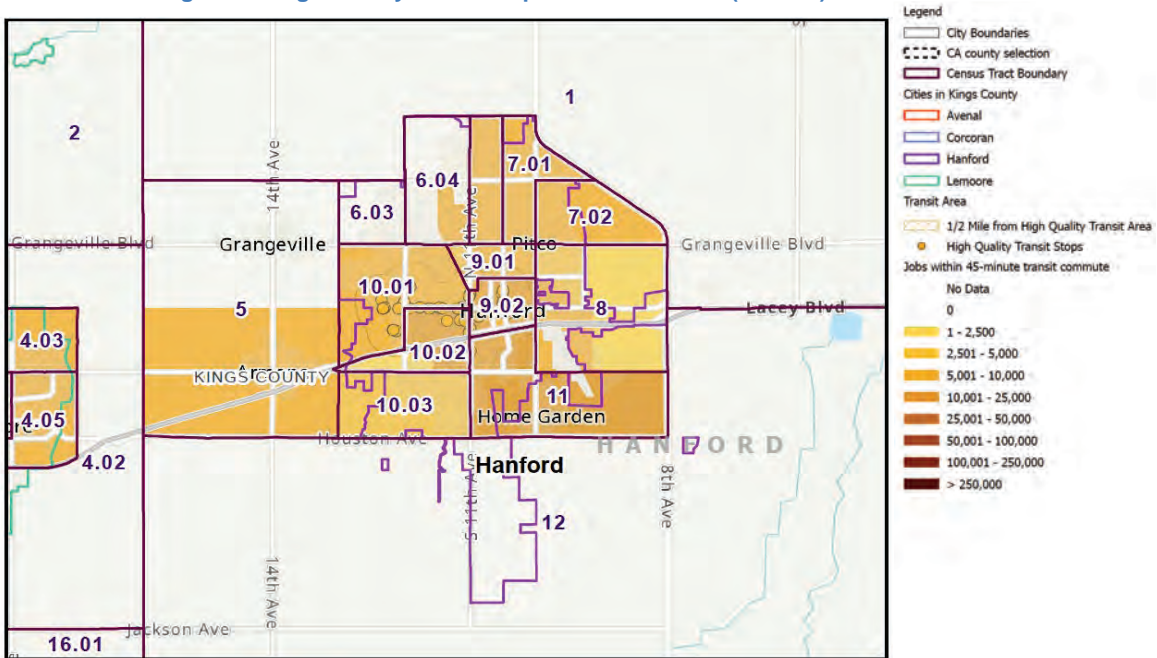 1
2
14th Ave
7.01
6.04
N 11th Ave
6.03
7.02
Grangeville Blvd
Grangeville
Pitco
Grangeville Blvd
9.01
10.01
5
9.02
Hanford
8
Lacey Blvd
4.03
10.02
Armona
KINGS COUNTY
10.03
11
4.05
Home Garden
Houston Ave
HANFORD
4.02
Hanford
S 11th Ave
8th Ave
12
14th Ave
Jackson Ave
16.01
Legend
City Boundaries
CA county selection
Census Tract Boundary
Cities in Kings County
Avenal
Corcoran
Hanford
Lemoore
Transit Area
1/2 Mile from High Quality Transit Area
High Quality Transit Stops
Jobs within 45-minute transit commute
No Data
0
1 - 2,500
2,501 - 5,000
5,001 - 10,000
10,001 - 25,000
25,001 - 50,000
50,001 - 100,000
100,001 - 250,000
> 250,000